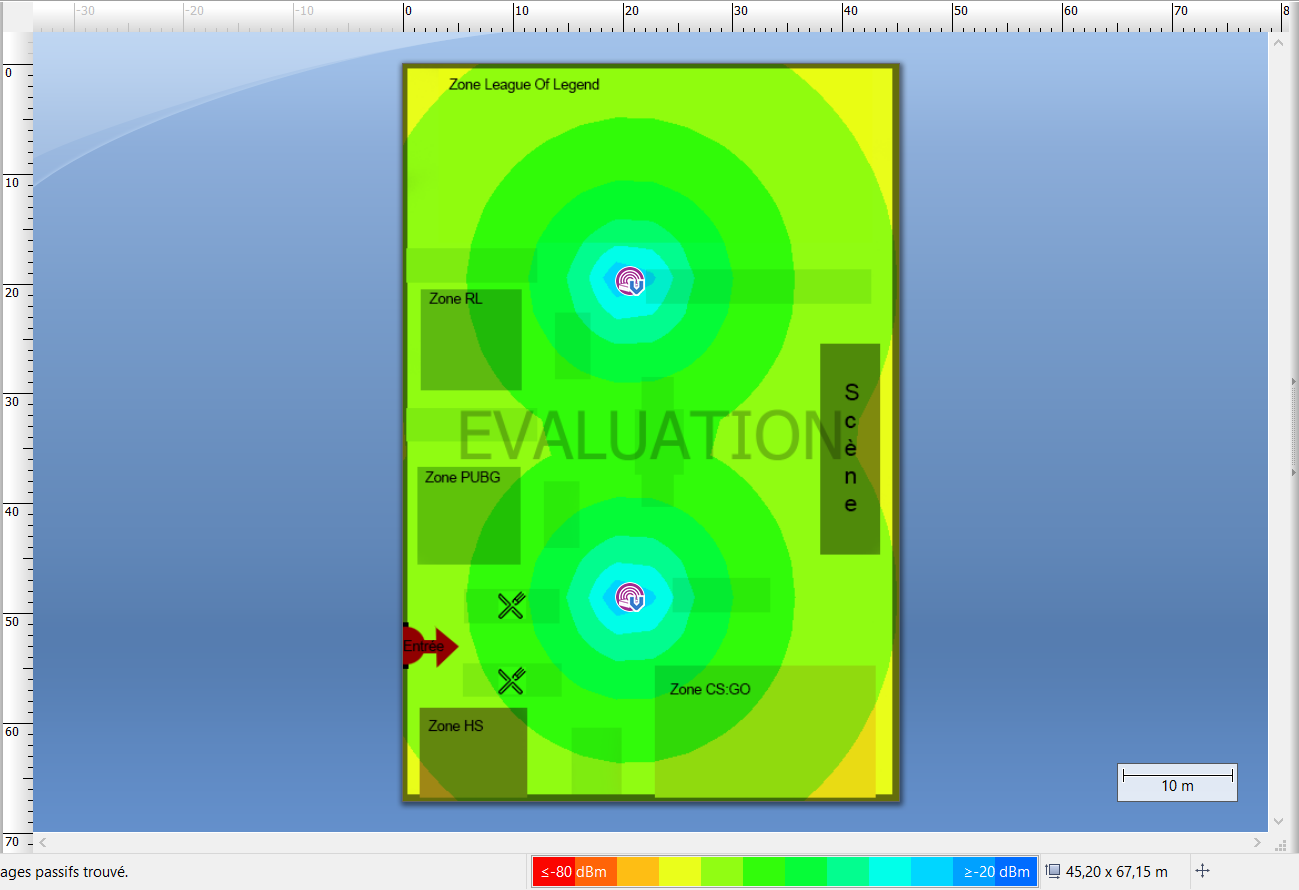 -30 -20 -10 0 10 20 30 40 50 60 70 8
0
Zone League Of Legend
10
20
Zone RL
30
Scène
EVALUATION
Zone PUBG
40
50
Entrée
Zone CS:GO
60
Zone HS
10 m
70
ages passifs trouvé.
≤-80 dBm
≥-20 dBm
45,20 x 67,15 m